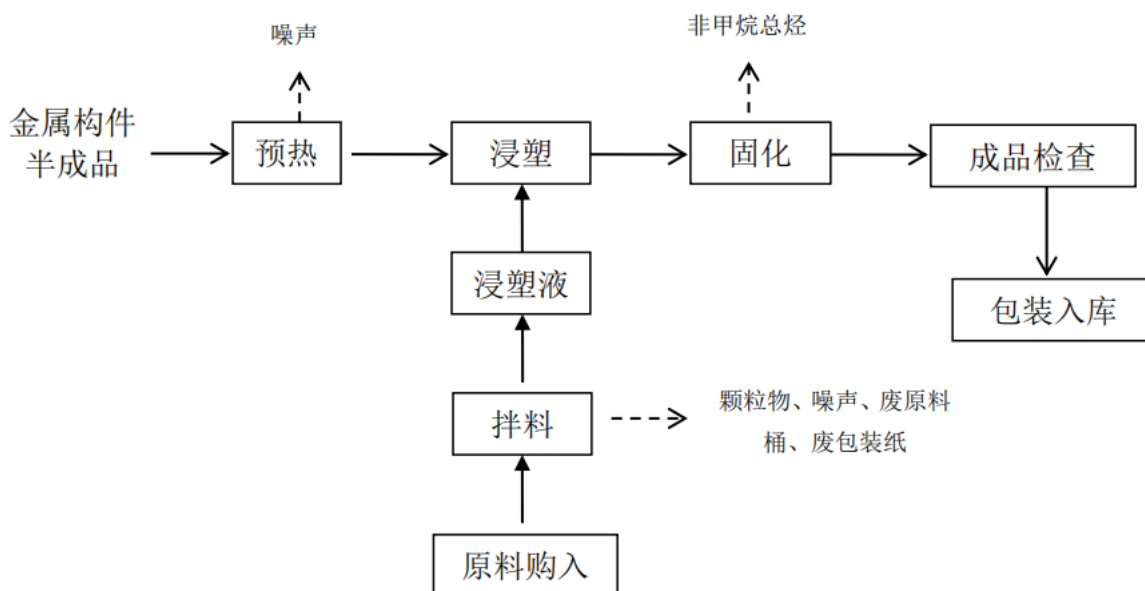 噪声
非甲烷总烃
金属构件
半成品
预热
浸塑
固化
成品检查
浸塑液
包装入库
拌料
颗粒物、噪声、废原料
桶、废包装纸
原料购入